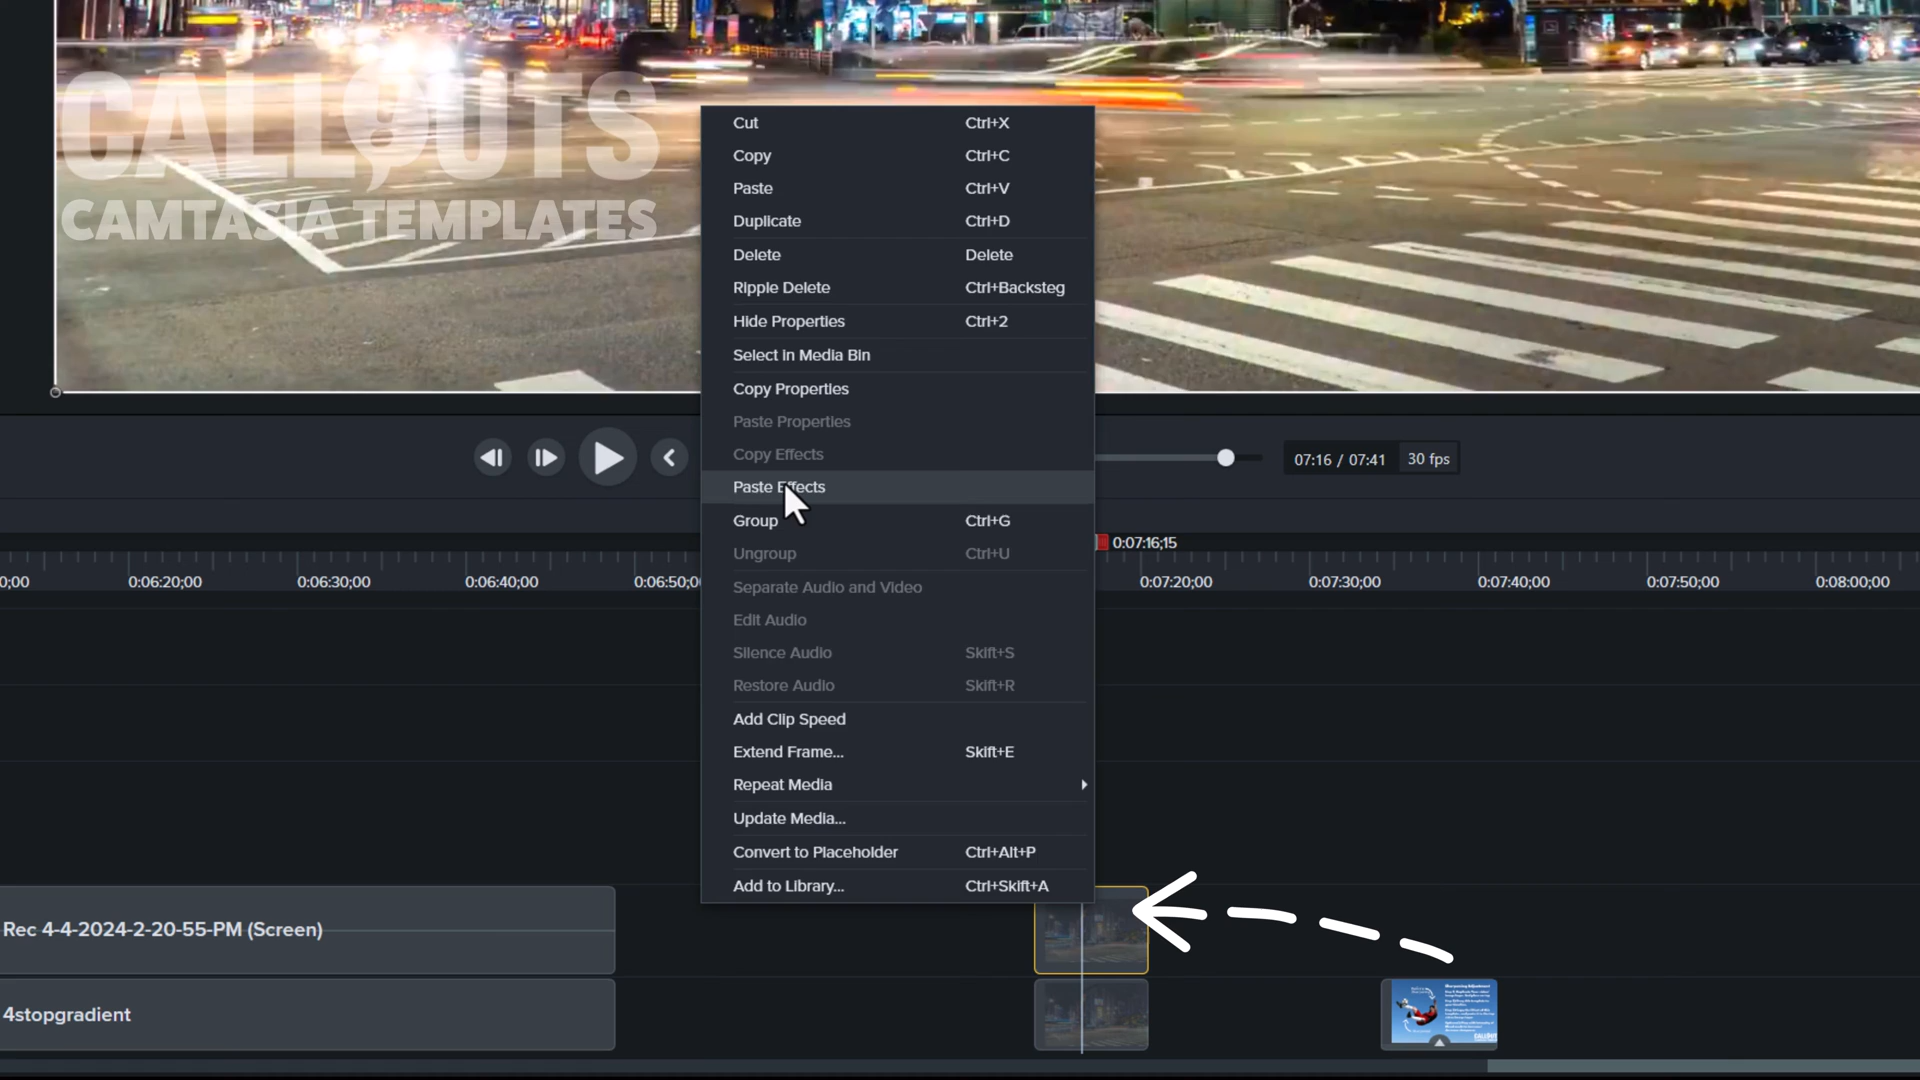 CALLOUTS
CAMTASIA TEMPLATES
Cut Ctrl+X
Copy Ctrl+C
Paste Ctrl+V
Duplicate Ctrl+D
Delete Delete
Ripple Delete Ctrl+Backsteg
Hide Properties Ctrl+2
Select in Media Bin
Copy Properties
Paste Properties
Copy Effects
Paste Effects
Group Ctrl+G
Ungroup Ctrl+U
Separate Audio and Video
Edit Audio
Silence Audio Skift+S
Restore Audio Skift+R
Add Clip Speed
Extend Frame... Skift+E
Repeat Media
Update Media...
Convert to Placeholder Ctrl+Alt+P
Add to Library... Ctrl+Skift+A
07:16 / 07:41 30 fps
0:07:16;15
0;00 0:06:20;00 0:06:30;00 0:06:40;00 0:06:50;0 0:07:20;00 0:07:30;00 0:07:40;00 0:07:50;00 0:08:00;00
Rec 4-4-2024-2-20-55-PM (Screen)
4stopgradient